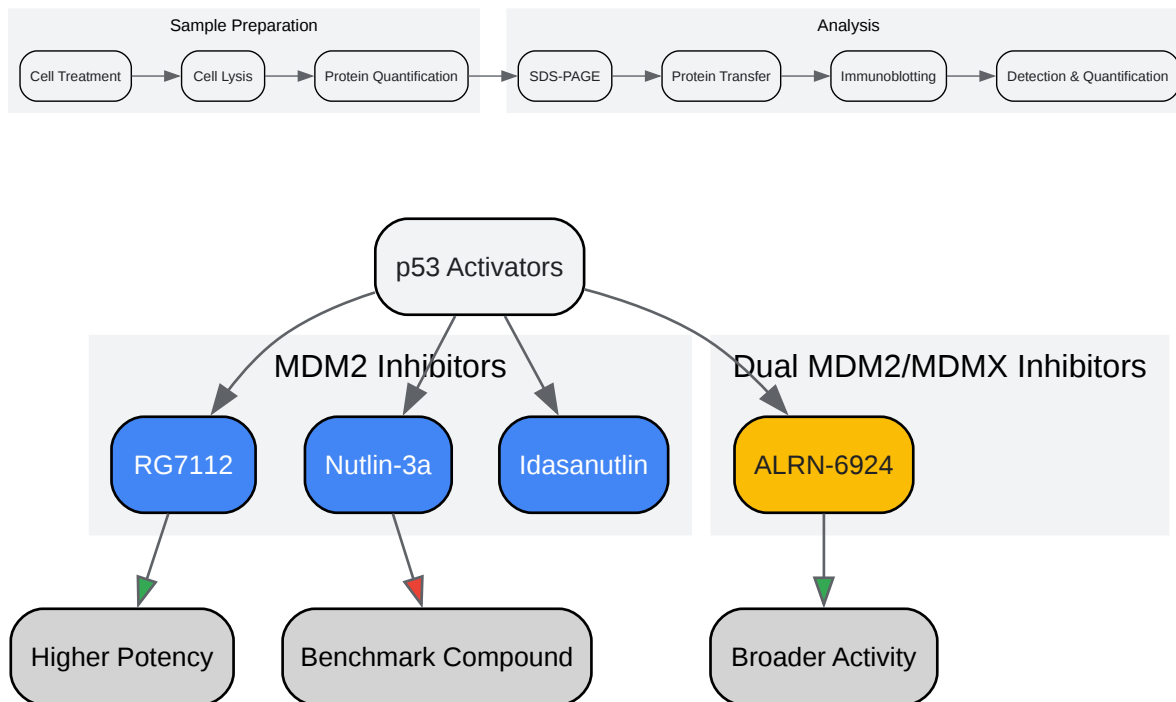 Sample Preparation
Analysis
Cell Treatment
Cell Lysis
Protein Quantification
SDS-PAGE
Protein Transfer
Immunoblotting
Detection & Quantification
p53 Activators
MDM2 Inhibitors
Dual MDM2/MDMX Inhibitors
RG7112
Nutlin-3a
Idasanutlin
ALRN-6924
Higher Potency
Benchmark Compound
Broader Activity